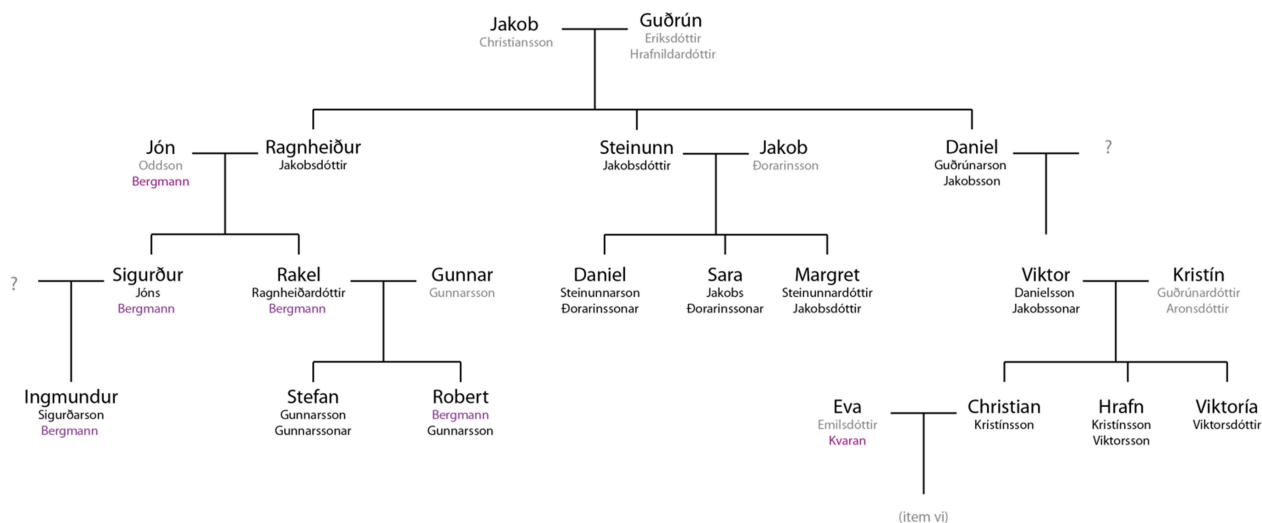 Jakob
Christiansson
Guðrún
Eriksdóttir
Hrafnildardóttir
Jón
Oddson
Bergmann
Ragnheiður
Jakobsdóttir
Steinunn
Jakobsdóttir
Jakob
Ðorarinsson
Daniel
Guðrúnarson
Jakobsson
?
?
Sigurður
Jóns
Bergmann
Rakel
Ragnheiðardóttir
Bergmann
Gunnar
Gunnarsson
Daniel
Steinunnarson
Ðorarinssonar
Sara
Jakobs
Ðorarinssonar
Margret
Steinunnardóttir
Jakobsdóttir
Viktor
Danielsson
Jakobssonar
Kristín
Guðrúnardóttir
Aronsdóttir
Ingmundur
Sigurðarson
Bergmann
Stefan
Gunnarsson
Gunnarssonar
Robert
Bergmann
Gunnarsson
Eva
Emilsdóttir
Kvaran
Christian
Kristínsson
Hrafn
Kristínsson
Viktorsson
Viktoría
Viktorsdóttir
(item vi)